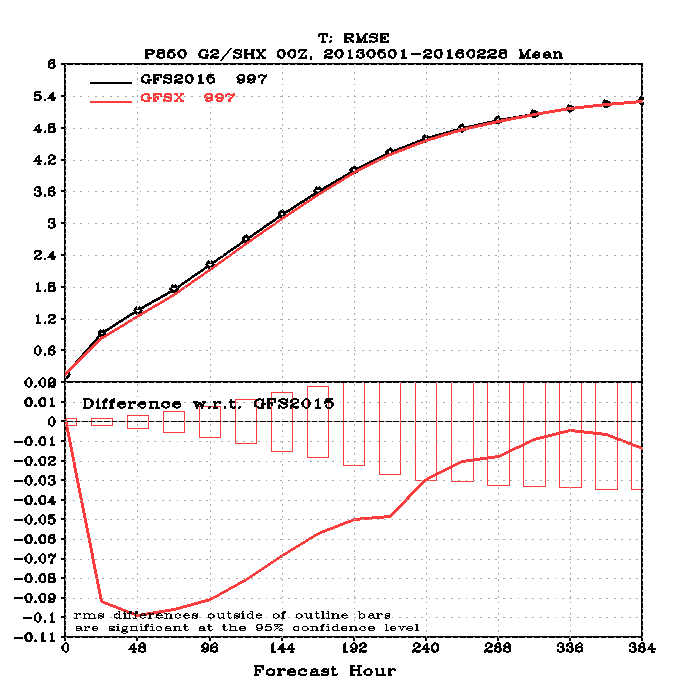 T: RMSE
P850 G2/SHX 00Z, 20130601-20160228 Mean
GFS2016 997
GFSX 997
6
5.4
4.8
4.2
3.6
3
2.4
1.8
1.2
0.6
Difference w.r.t. GFS2016
0.01
0
-0.01
-0.02
-0.03
-0.04
-0.05
-0.06
-0.07
-0.08
-0.09
-0.1
-0.11
rms differences outside of outline bars
are significant at the 95% confidence level
0 48 96 144 192 240 288 336 384
Forecast Hour